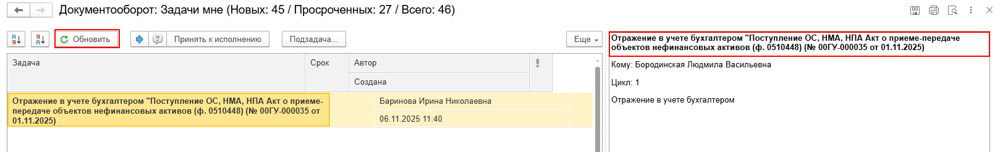 Документооборот: Задачи мне (Новых: 45 / Просроченных: 27 / Всего: 46)
Обновить
Принять к исполнению
Подзадача...
Еще
Задача
Срок
Автор
Создана
Отражение в учете бухгалтером "Поступление ОС, НМА, НПА Акт о приеме-
передаче объектов нефинансовых активов (ф. 0510448) (№ 00ГУ-000035 от
01.11.2025)
Баринова Ирина Николаевна
06.11.2025 11:40
Отражение в учете бухгалтером "Поступление ОС, НМА, НПА Акт о приеме-передаче
объектов нефинансовых активов (ф. 0510448) (№ 00ГУ-000035 от 01.11.2025)
Кому: Бородинская Людмила Васильевна
Цикл: 1
Отражение в учете бухгалтером